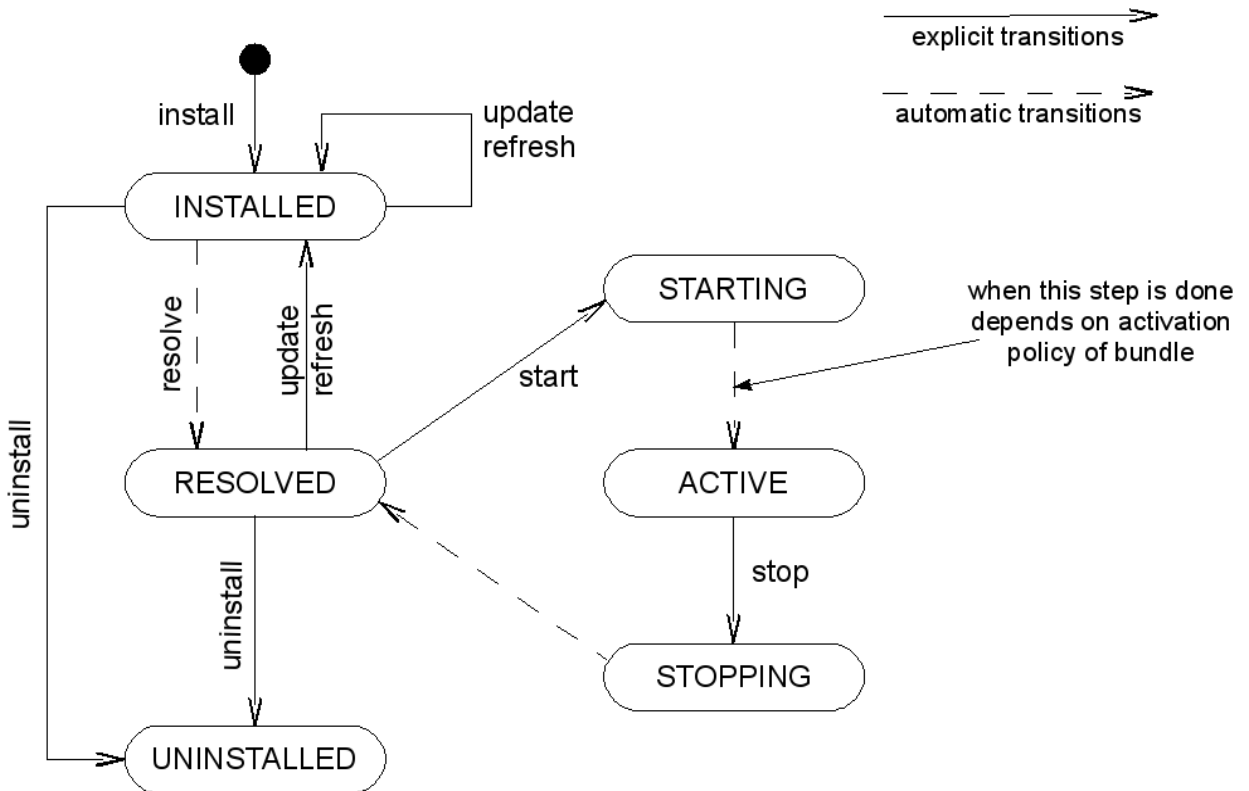 explicit transitions
automatic transitions
install
update
refresh
INSTALLED
resolve
update
refresh
STARTING
when this step is done
depends on activation
policy of bundle
start
uninstall
RESOLVED
ACTIVE
uninstall
stop
STOPPING
UNINSTALLED